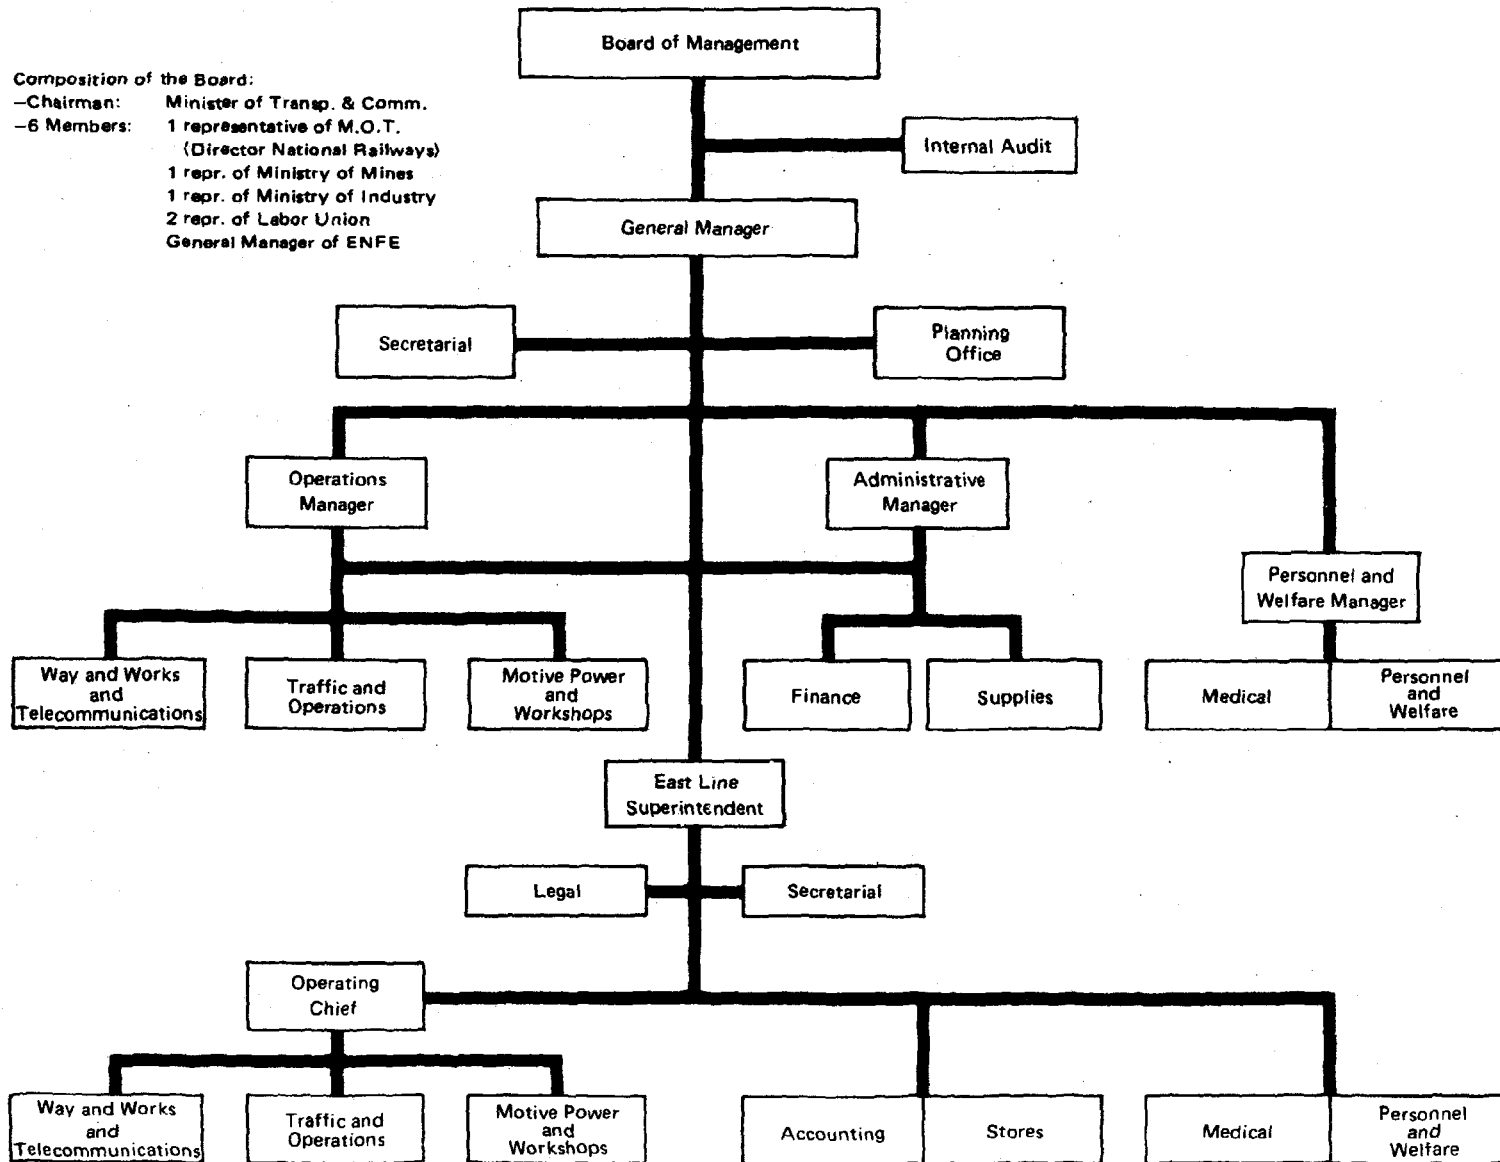 Board of Management
Composition of the Board:
—Chairman: Minister of Transp. & Comm.
—6 Members: 1 representative of M.O.T.
(Director National Railways)
1 repr. of Ministry of Mines
1 repr. of Ministry of Industry
2 repr. of Labor Union
General Manager of ENFE
Internal Audit
General Manager
Secretarial
Planning
Office
Operations
Manager
Administrative
Manager
Personnel and
Welfare Manager
Way and Works
and
Telecommunications
Traffic and
Operations
Motive Power
and
Workshops
Finance
Supplies
Medical
Personnel
and
Welfare
East Line
Superintendent
Legal
Secretarial
Operating
Chief
Way and Works
and
Telecommunications
Traffic and
Operations
Motive Power
and
Workshops
Accounting
Stores
Medical
Personnel
and
Welfare